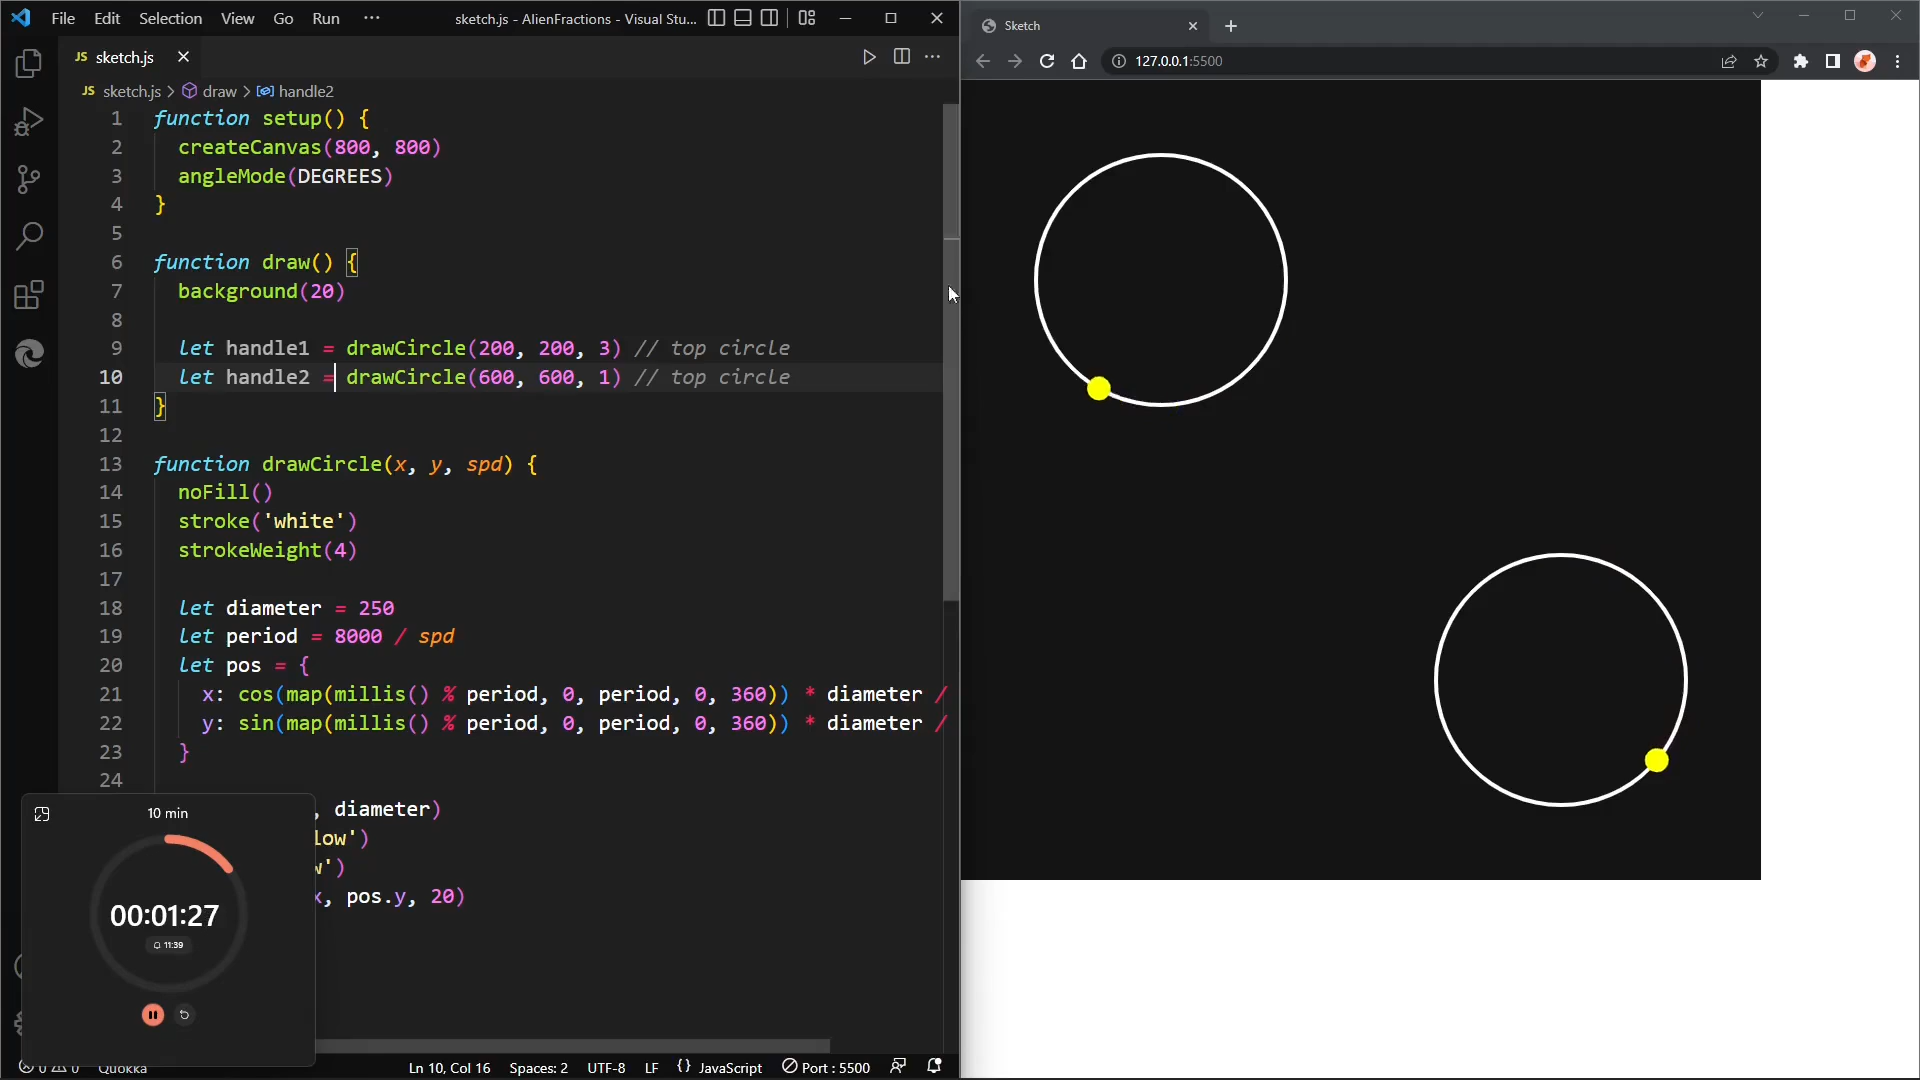 File Edit Selection View Go Run ··· sketch.js - AlienFractions - Visual Stu...
JS sketch.js
JS sketch.js > draw > handle2
1 function setup() {
2 createCanvas(800, 800)
3 angleMode(DEGREES)
4 }
5
6 function draw() {
7 background(20)
8
9 let handle1 = drawCircle(200, 200, 3) // top circle
10 let handle2 = drawCircle(600, 600, 1) // top circle
11 }
12
13 function drawCircle(x, y, spd) {
14 noFill()
15 stroke('white')
16 strokeWeight(4)
17
18 let diameter = 250
19 let period = 8000 / spd
20 let pos = {
21 x: cos(map(millis() % period, 0, period, 0, 360)) * diameter /
22 y: sin(map(millis() % period, 0, period, 0, 360)) * diameter /
23 }
24
, diameter)
low')
w')
x, pos.y, 20)
10 min
00:01:27
11:39
0 0 Quokka Ln 10, Col 16 Spaces: 2 UTF-8 LF {} JavaScript Port : 5500
Sketch
127.0.0.1:5500